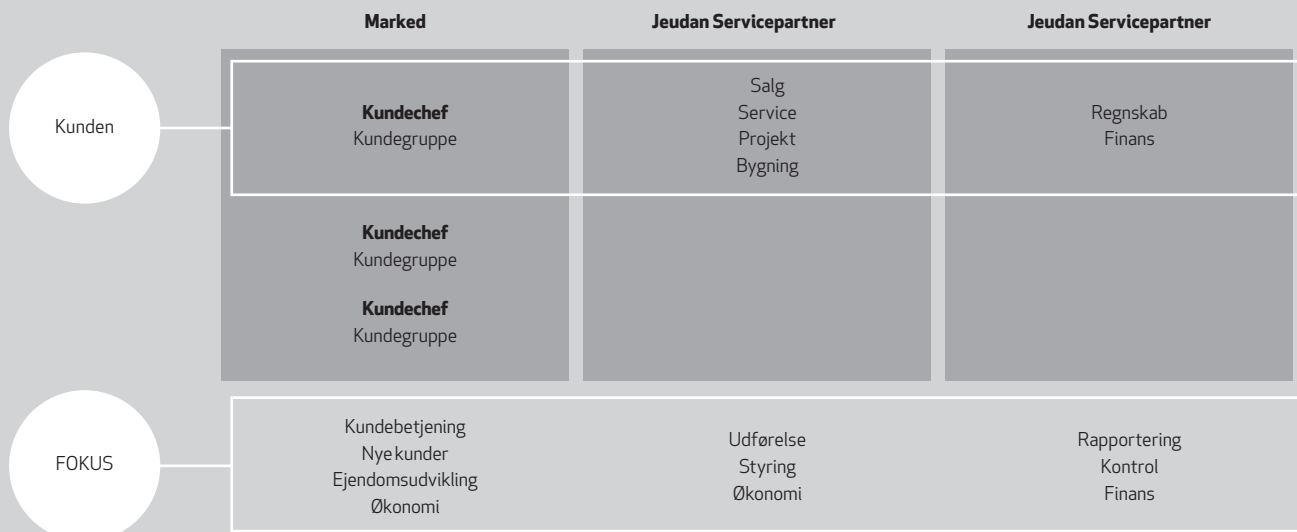 Marked
Jeudan Servicepartner
Jeudan Servicepartner
Kunden
Kundechef
Kundegruppe
Salg
Service
Projekt
Bygning
Regnskab
Finans
Kundechef
Kundegruppe
Kundechef
Kundegruppe
FOKUS
Kundebetjening
Nye kunder
Ejendomsudvikling
Økonomi
Udførelse
Styring
Økonomi
Rapportering
Kontrol
Finans